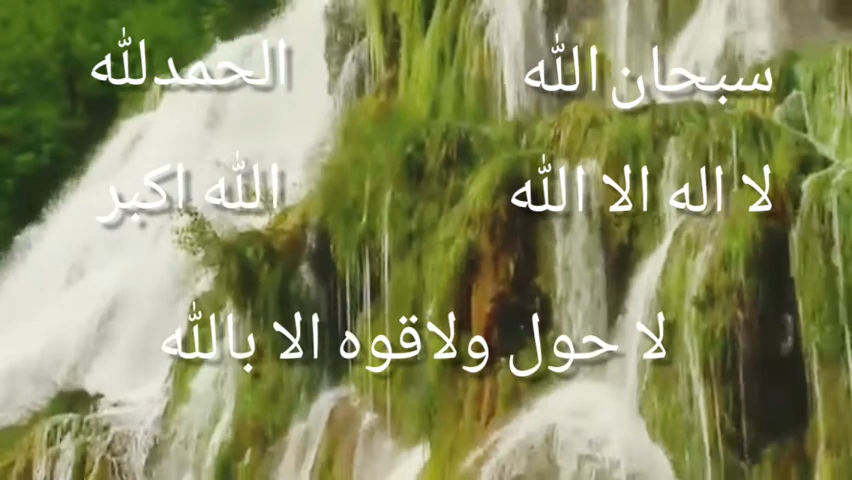 سبحان الله الحمدلله
لا اله الا الله الله اكبر
لا حول ولاقوه الا بالله